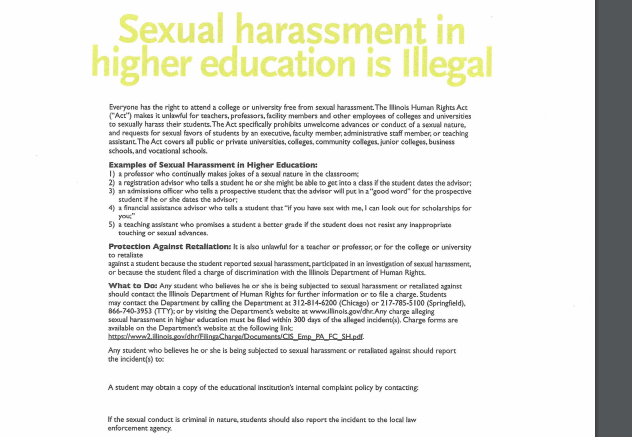 Sexual harassment in
higher education is Illegal
Everyone has the right to attend a college or university free from sexual harassment. The Illinois Human Rights Act
("Act") makes it unlawful for teachers, professors, facility members and other employees of colleges and universities
to sexually harass their students. The Act specifically prohibits unwelcome advances or conduct of a sexual nature,
and requests for sexual favors of students by an executive, faculty member, administrative staff member, or teaching
assistant. The Act covers all public or private universities, colleges, community colleges, junior colleges, business
schools, and vocational schools.
Examples of Sexual Harassment in Higher Education:
1) a professor who continually makes jokes of a sexual nature in the classroom;
2) a registration advisor who tells a student he or she might be able to get into a class if the student dates the advisor;
3) an admissions officer who tells a prospective student that the advisor will put in a "good word" for the prospective
student if he or she dates the advisor;
4) a financial assistance advisor who tells a student that "if you have sex with me, I can look out for scholarships for
you;"
5) a teaching assistant who promises a student a better grade if the student does not resist any inappropriate
touching or sexual advances.
Protection Against Retaliation: It is also unlawful for a teacher or professor, or for the college or university
to retaliate
against a student because the student reported sexual harassment, participated in an investigation of sexual harassment,
or because the student filed a charge of discrimination with the Illinois Department of Human Rights.
What to Do: Any student who believes he or she is being subjected to sexual harassment or retaliated against
should contact the Illinois Department of Human Rights for further information or to file a charge. Students
may contact the Department by calling the Department at 312-814-6200 (Chicago) or 217-785-5100 (Springfield),
866-740-3953 (TTY); or by visiting the Department's website at www.illinois.gov/dhr. Any charge alleging
sexual harassment in higher education must be filed within 300 days of the alleged incident(s). Charge forms are
available on the Department's website at the following link:
https://www2.illinois.gov/dhr/FilingaCharge/Documents/CIS_Emp_PA_FC_SH.pdf.
Any student who believes he or she is being subjected to sexual harassment or retaliated against should report
the incident(s) to:
A student may obtain a copy of the educational institution's internal complaint policy by contacting:
If the sexual conduct is criminal in nature, students should also report the incident to the local law
enforcement agency.